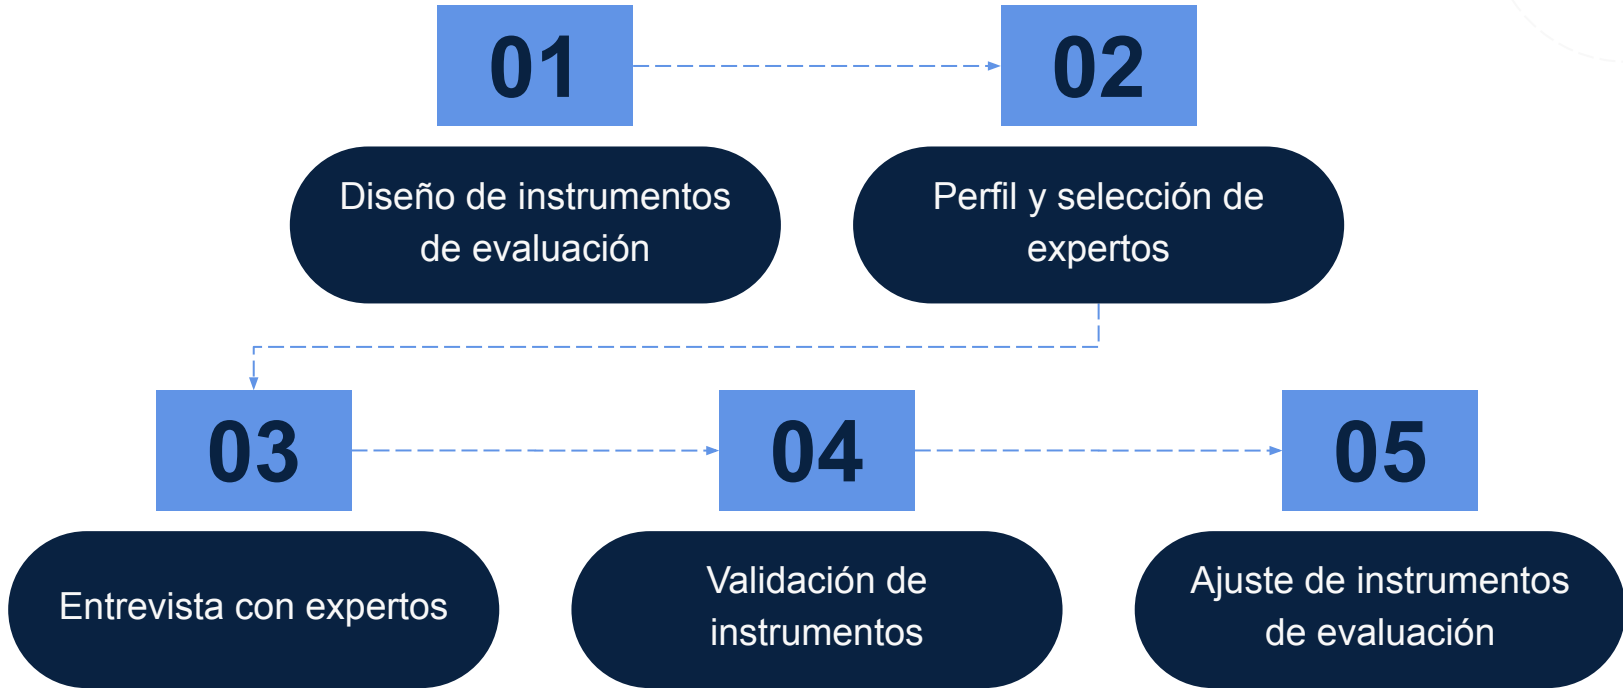 01
02
Diseño de instrumentos
de evaluación
Perfil y selección de
expertos
03
04
05
Entrevista con expertos
Validación de
instrumentos
Ajuste de instrumentos
de evaluación